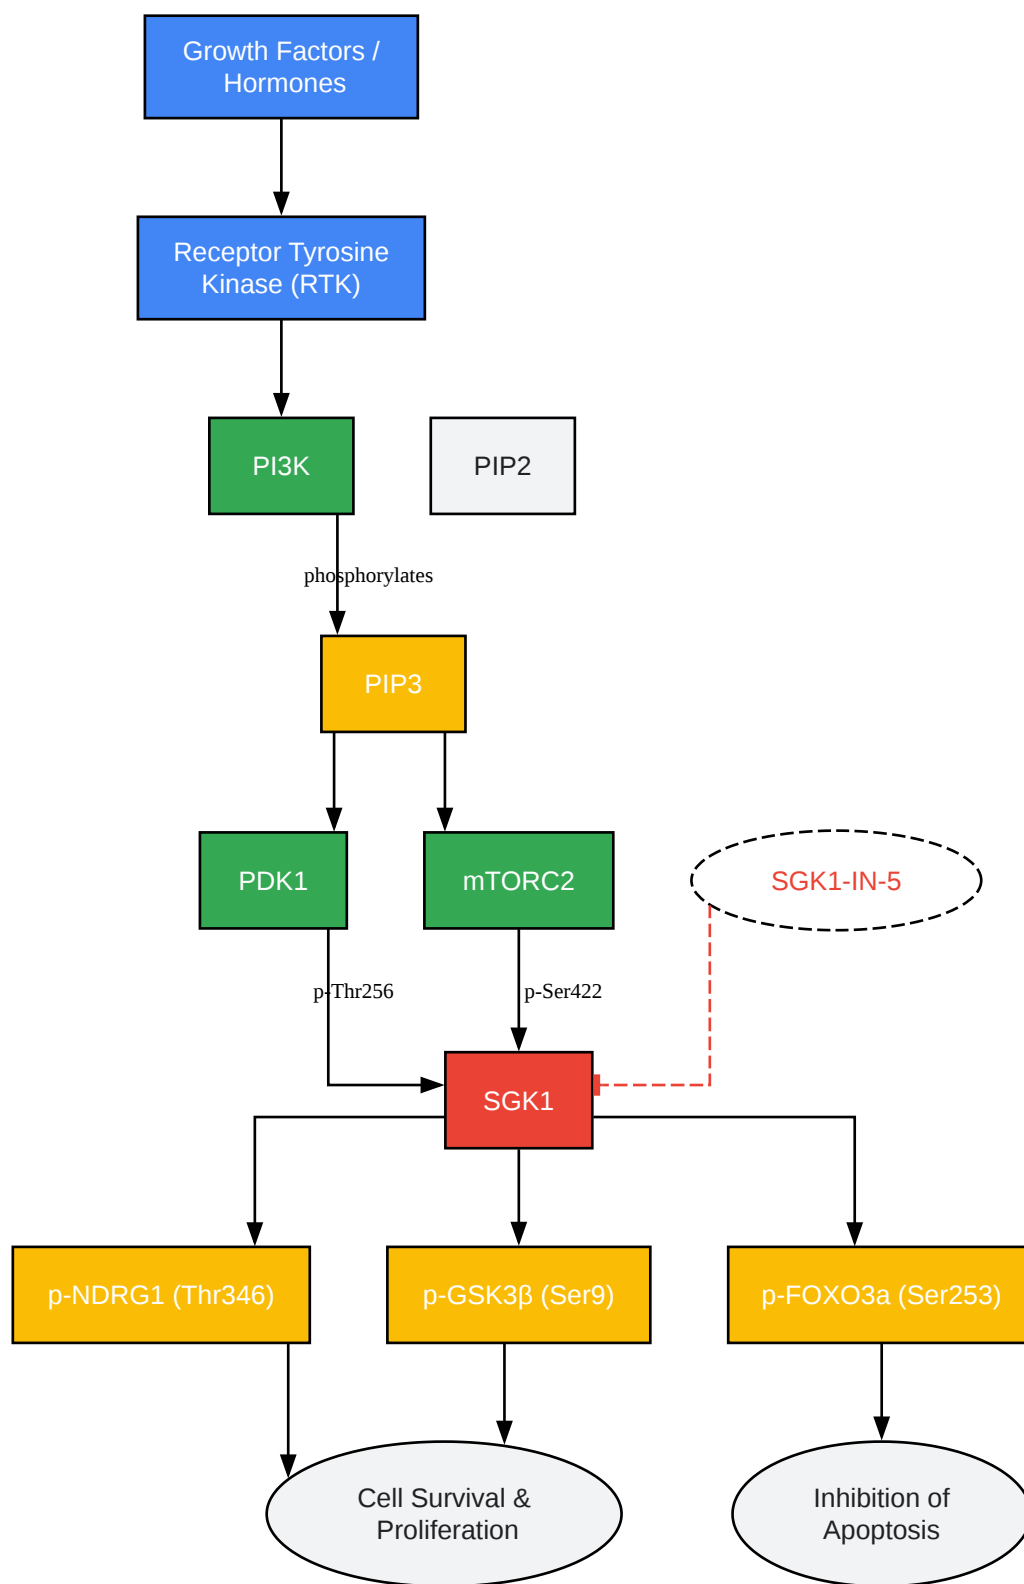 Growth Factors /
Hormones
Receptor Tyrosine
Kinase (RTK)
PI3K
PIP2
phosphorylates
PIP3
PDK1
mTORC2
SGK1-IN-5
p-Thr256
p-Ser422
SGK1
p-NDRG1 (Thr346)
p-GSK3β (Ser9)
p-FOXO3a (Ser253)
Cell Survival &
Proliferation
Inhibition of
Apoptosis